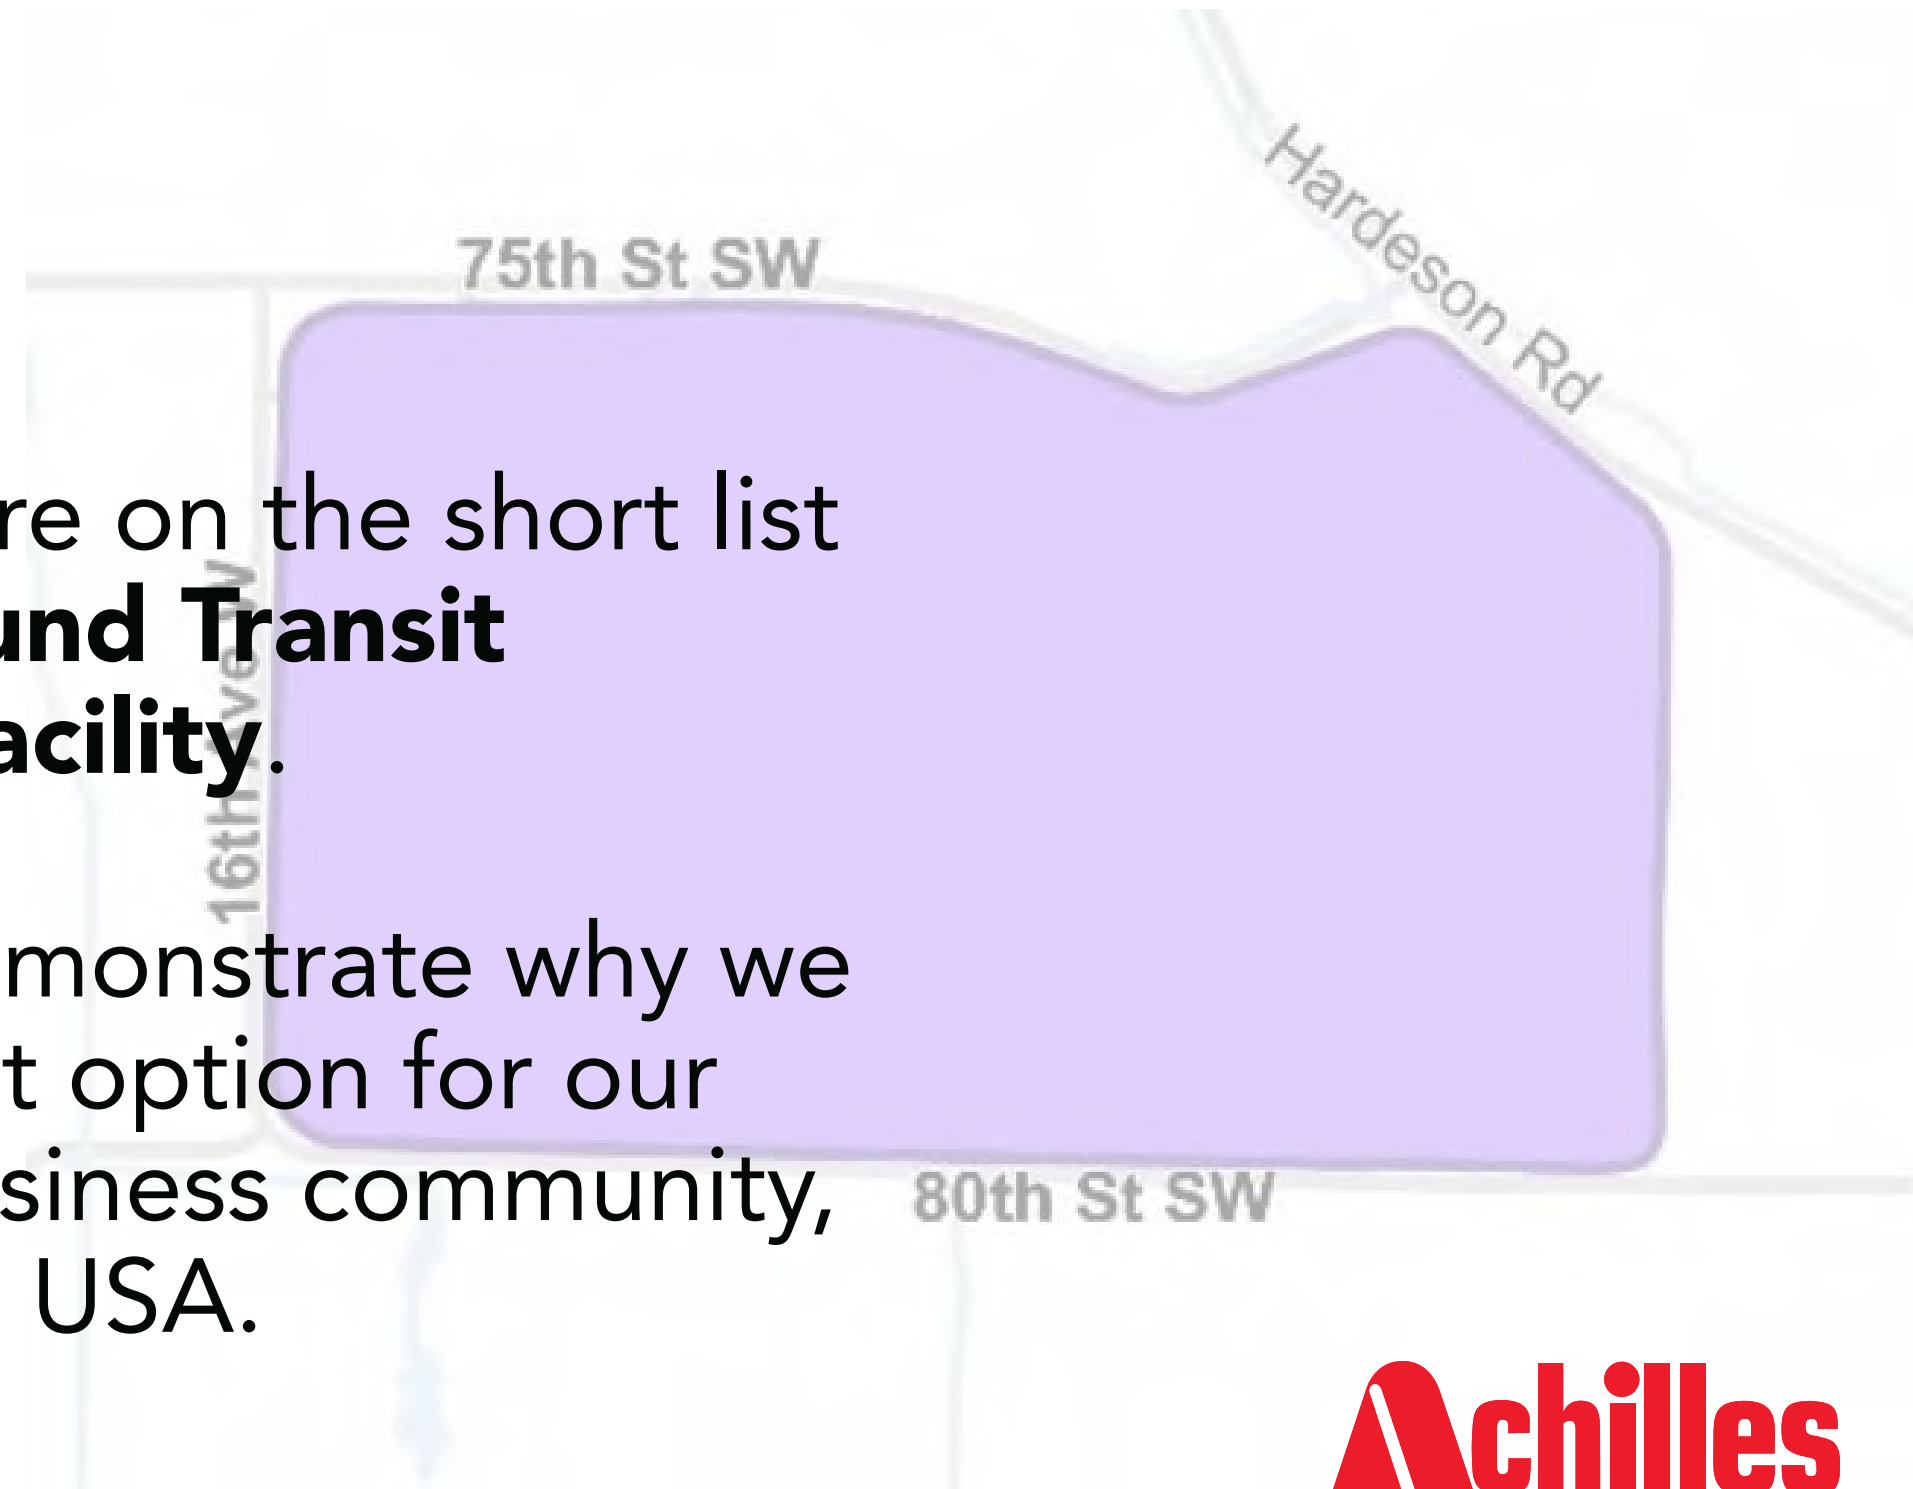 Hardeson Rd
75th St SW
16th Ave W
re on the short list
und Transit
acility.
monstrate why we
t option for our
siness community,
USA.
80th St SW
Achilles